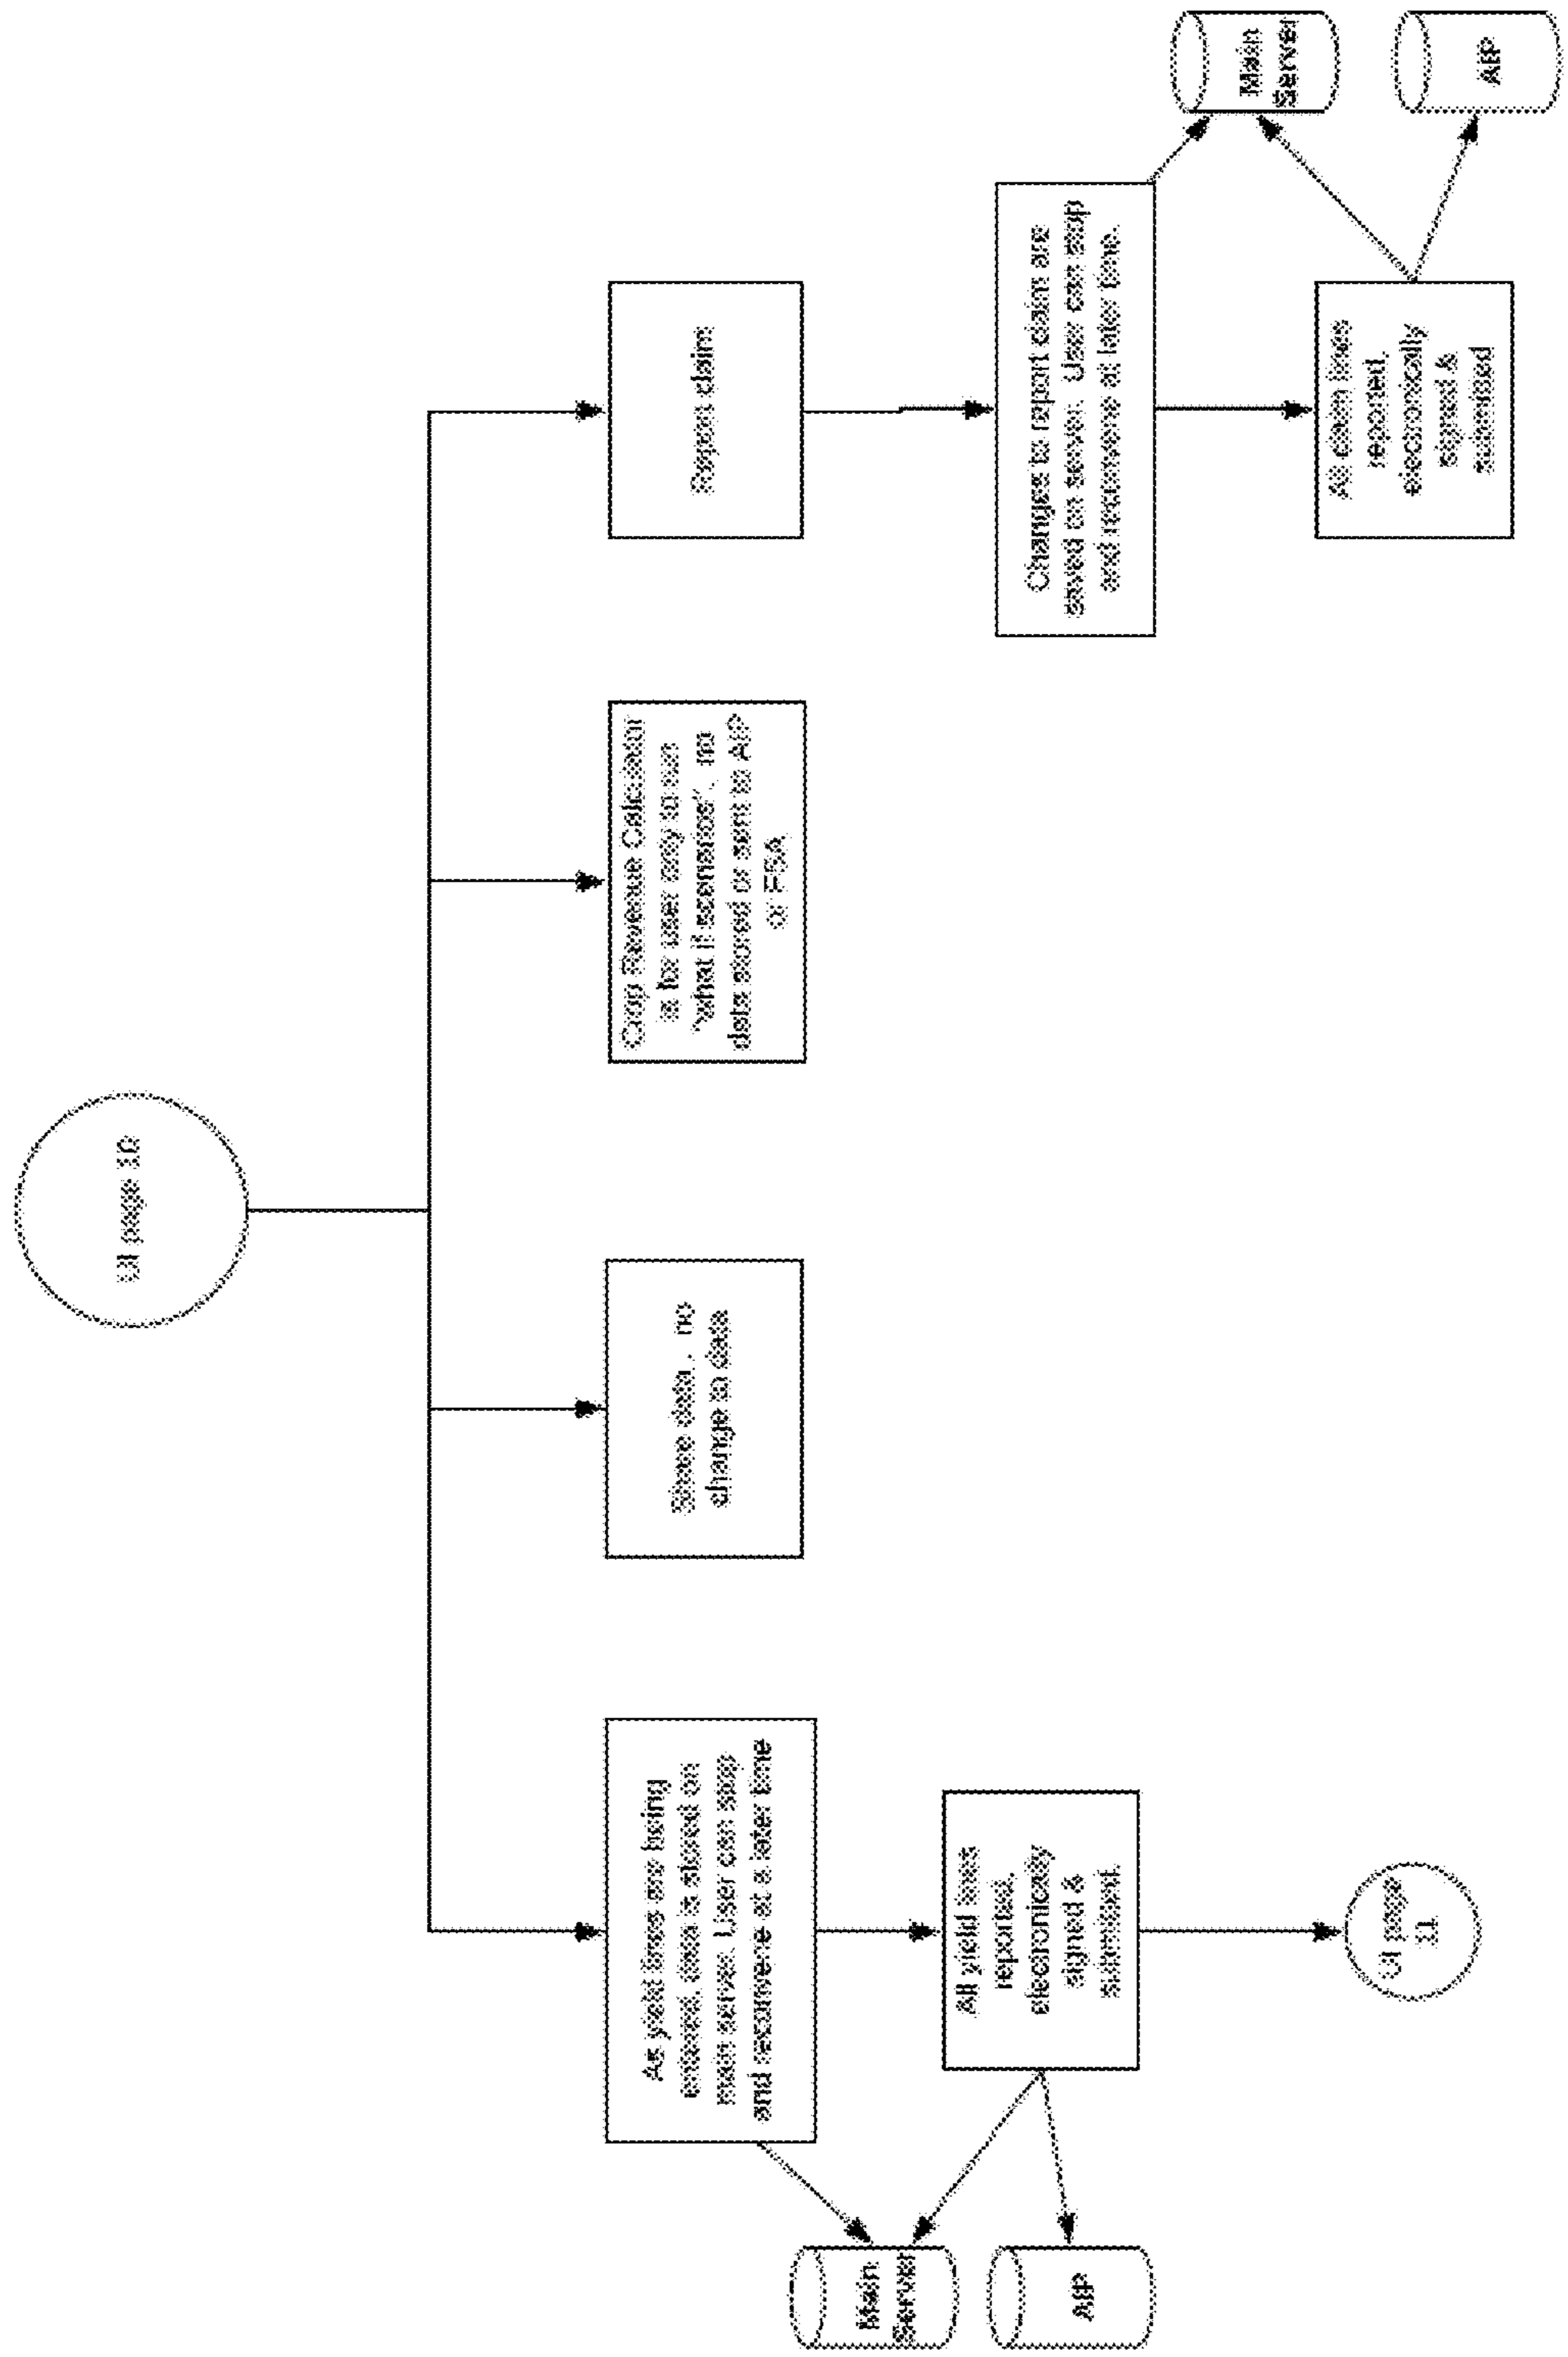 UI page 10
As yield lines are being
entered, data is stored on
main server. User can stop
and reconvene at a later time
Share data , no
change to data
Crop Revenue Calculator
is for user only to run
"what if scenarios", no
data stored or sent to AIP
or FSA
Report claim
All yield lines
reported,
electronically
signed &
submitted.
Changes to report claim are
saved on server. User can stop
and reconvene at later time.
Main
Server
AIP
UI page
11
All claim lines
reported,
electronically
signed &
submitted
Main
Server
AIP